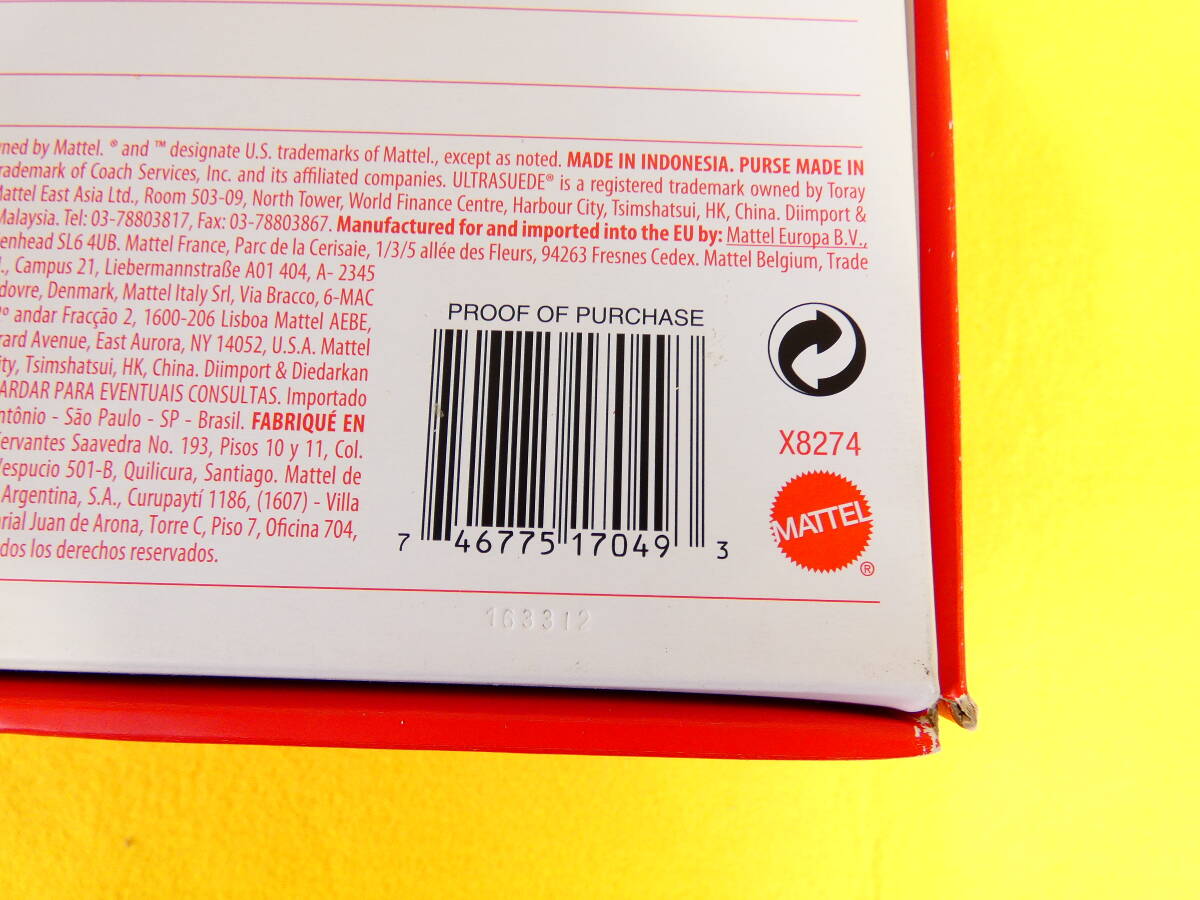 ned by Mattel. ® and ™ designate U.S. trademarks of Mattel., except as noted. MADE IN INDONESIA. PURSE MADE IN
rademark of Coach Services, Inc. and its affiliated companies. ULTRASUEDE® is a registered trademark owned by Toray
Mattel East Asia Ltd., Room 503-09, North Tower, World Finance Centre, Harbour City, Tsimshatsui, HK, China. Diimport &
Malaysia. Tel: 03-78803817, Fax: 03-78803867. Manufactured for and imported into the EU by: Mattel Europa B.V.,
enhead SL6 4UB. Mattel France, Parc de la Cerisaie, 1/3/5 allée des Fleurs, 94263 Fresnes Cedex. Mattel Belgium, Trade
., Campus 21, Liebermannstraße A01 404, A- 2345
dovre, Denmark, Mattel Italy Srl, Via Bracco, 6-MAC
º andar Fracção 2, 1600-206 Lisboa Mattel AEBE,
rard Avenue, East Aurora, NY 14052, U.S.A. Mattel
ity, Tsimshatsui, HK, China. Diimport & Diedarkan
ARDAR PARA EVENTUAIS CONSULTAS. Importado
ntônio - São Paulo - SP - Brasil. FABRIQUÉ EN
Cervantes Saavedra No. 193, Pisos 10 y 11, Col.
Vespucio 501-B, Quilicura, Santiago. Mattel de
Argentina, S.A., Curupaytí 1186, (1607) - Villa
rial Juan de Arona, Torre C, Piso 7, Oficina 704,
dos los derechos reservados.
PROOF OF PURCHASE
7 46775 17049 3
X8274
MATTEL ®
163312